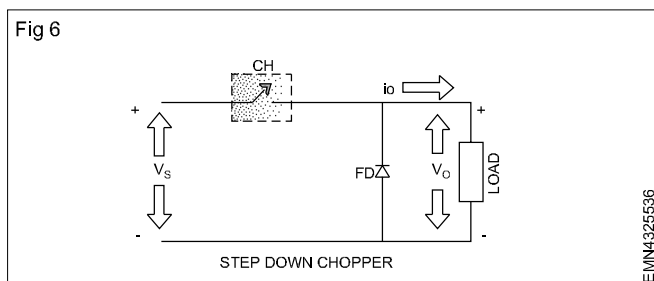 Fig 6
CH
io
+
+
VS
FD
VO
LOAD
-
-
STEP DOWN CHOPPER
EMN4325536